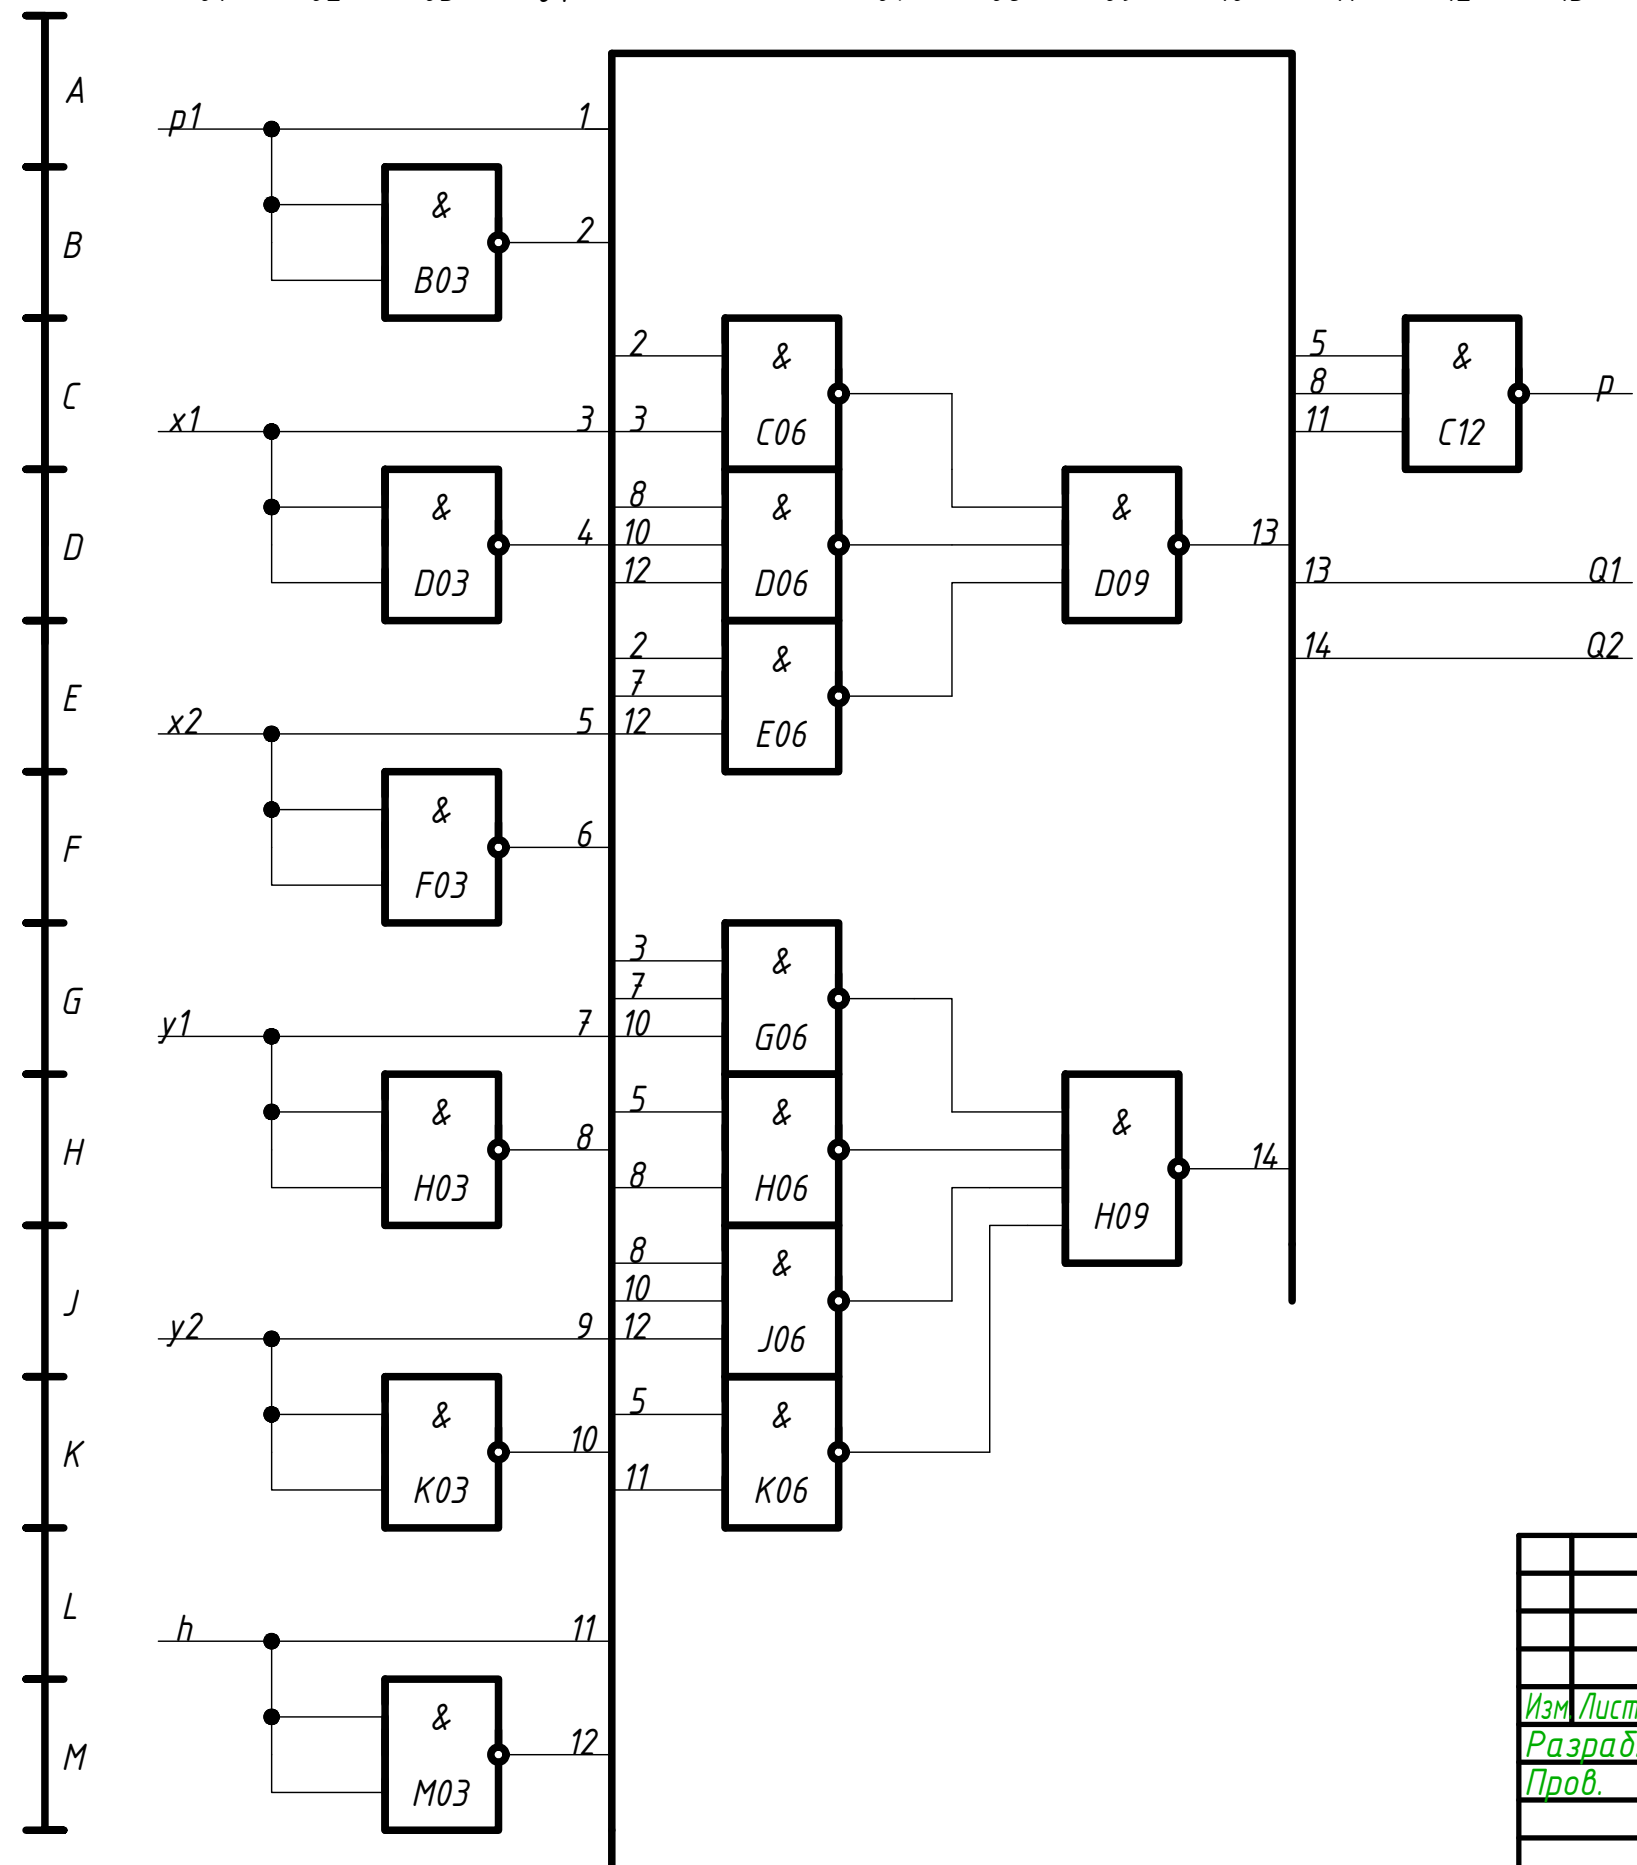 A
p1 1
&
B 2
B03
2 & 5 &
8 p
C x1 3 3 C06 11 C12
& 8 & &
D 4 10 13
D03 12 D06 D09 13 Q1
2 & 14 Q2
E 7
x2 5 12 E06
&
F 6
F03
3 &
G 7
y1 7 10 G06
& 5 & &
H 8 14
H03 8 H06 H09
8 &
J 10
y2 9 12 J06
& 5 &
K 10
K03 11 K06
L
h 11
&
M 12
M03
Изм. Лист
Разраб.
Пров.